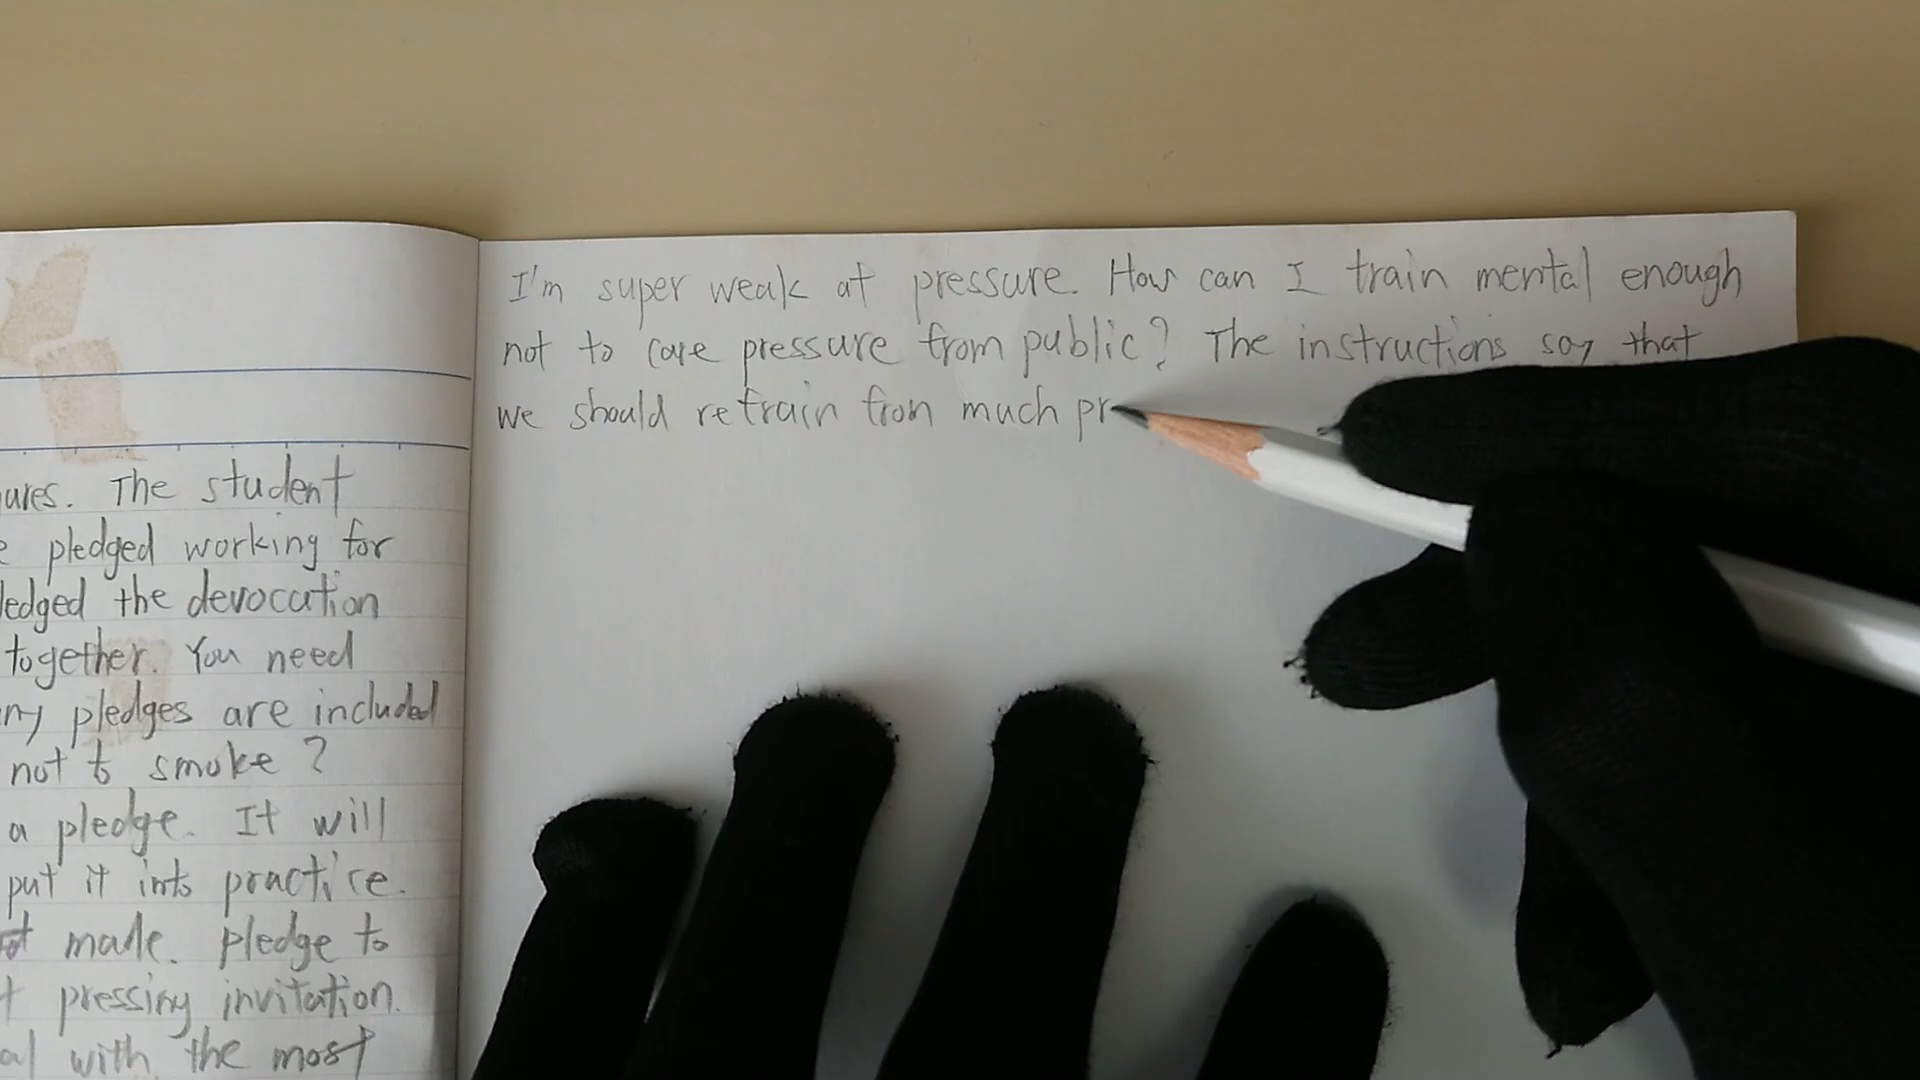 I'm super weak at pressure. How can I train mental enough
not to care pressure from public? The instructions say that
we should refrain from much pr
ures. The student
pledged working for
ledged the devocation
together. You need
ny pledges are included
not to smoke?
a pledge. It will
put it into practice.
made. pledge to
t pressing invitation.
al with the most